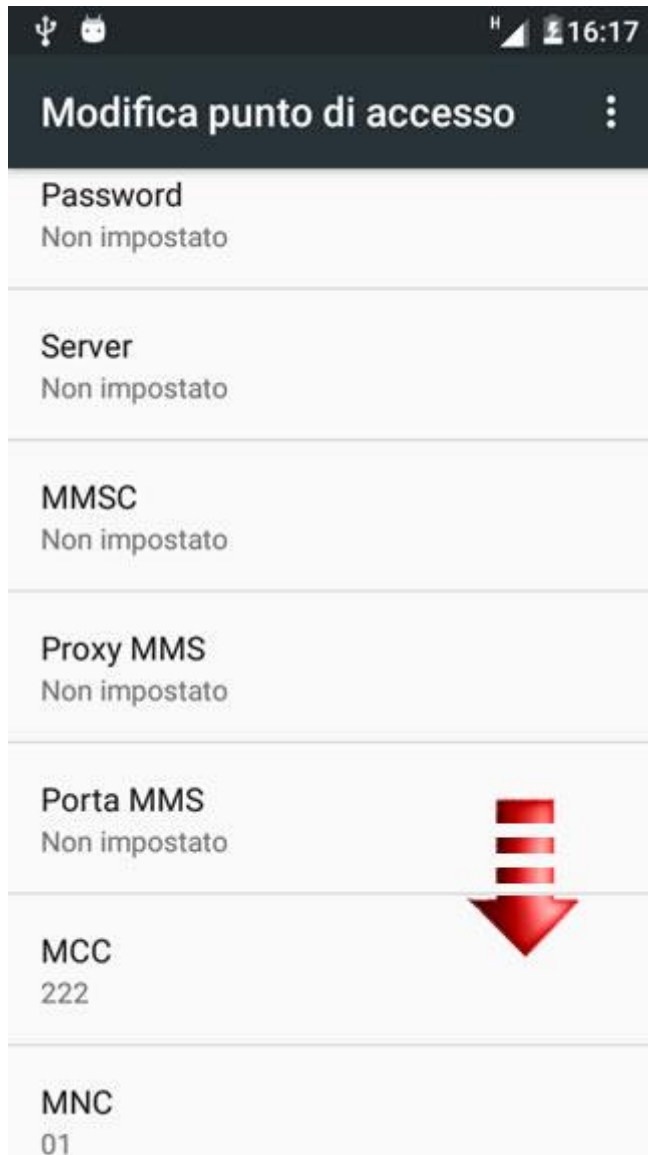 H 16:17
Modifica punto di accesso
Password
Non impostato
Server
Non impostato
MMSC
Non impostato
Proxy MMS
Non impostato
Porta MMS
Non impostato
MCC
222
MNC
01